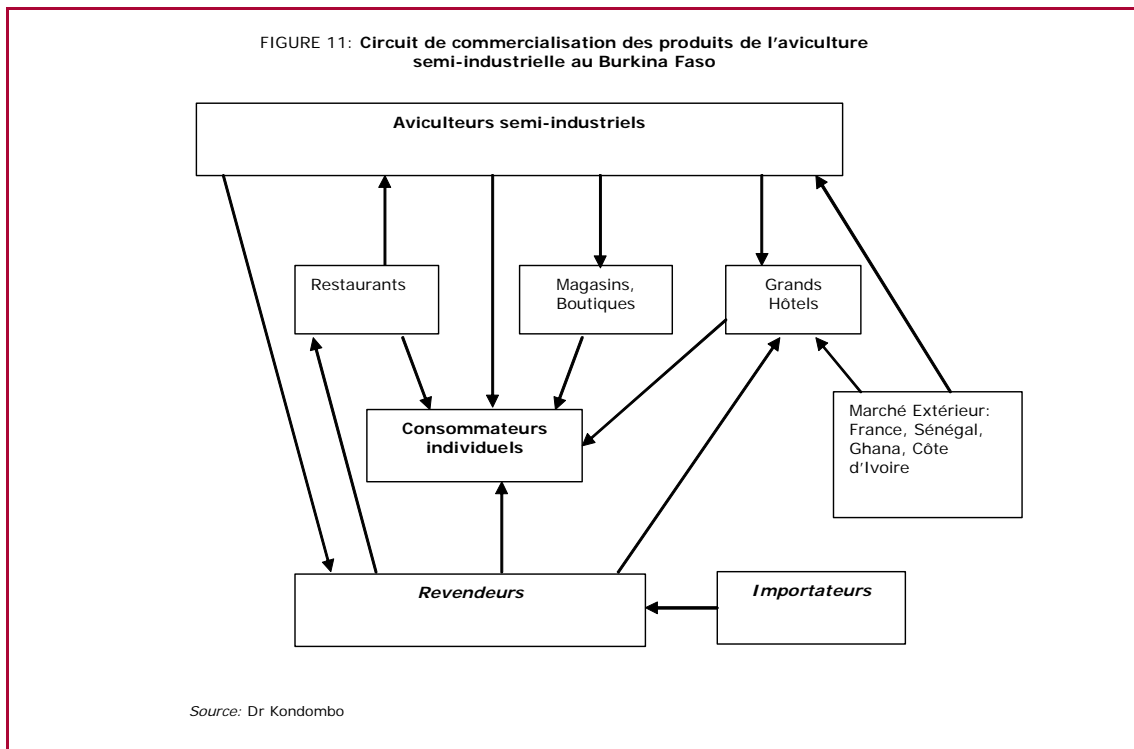 FIGURE 11: Circuit de commercialisation des produits de l'aviculture
semi-industrielle au Burkina Faso
Aviculteurs semi-industriels
Restaurants
Magasins,
Boutiques
Grands
Hôtels
Marché Extérieur:
France, Sénégal,
Ghana, Côte
d'Ivoire
Consommateurs
individuels
Revendeurs
Importateurs
Source: Dr Kondombo